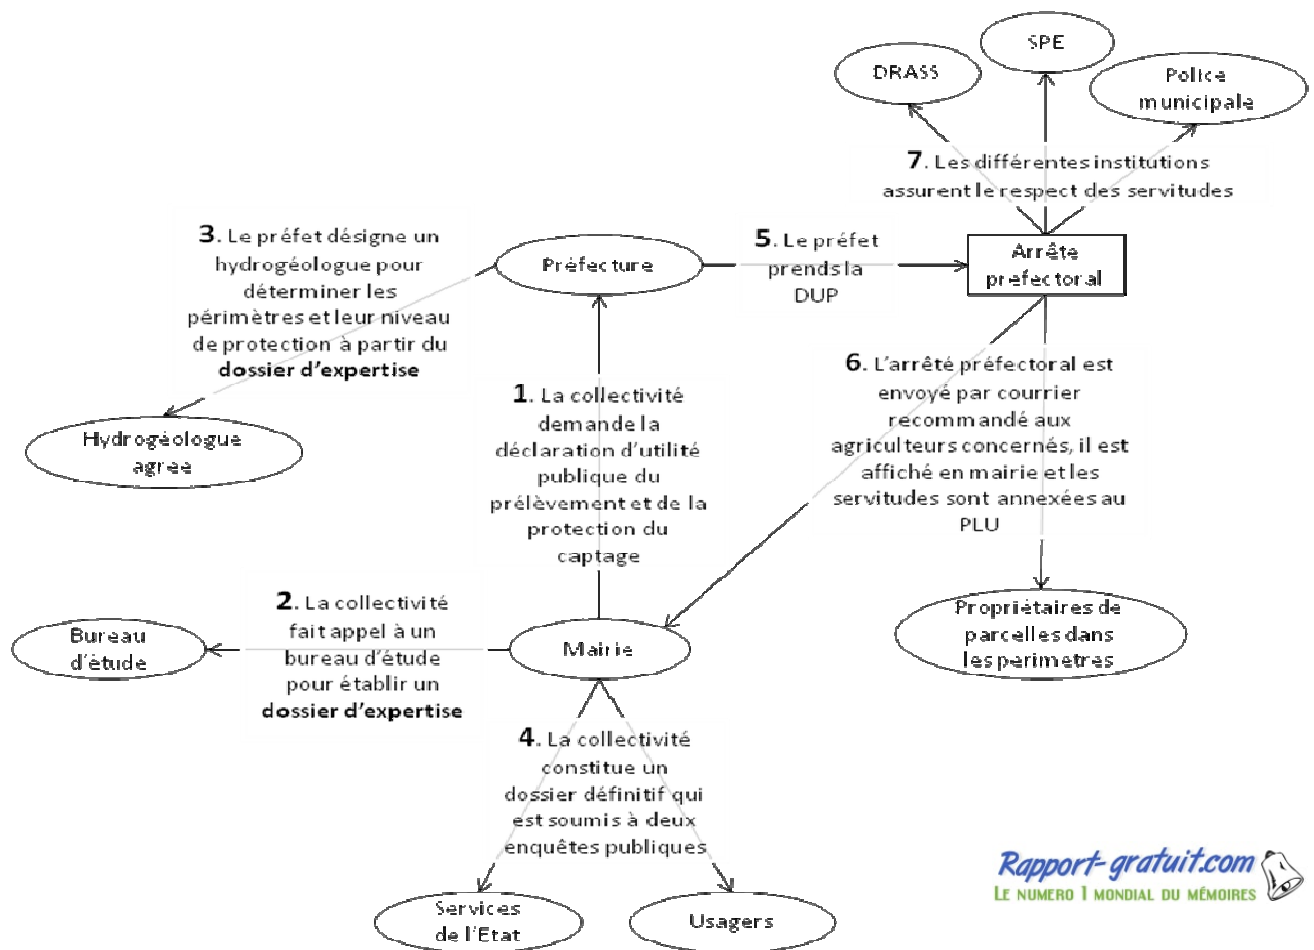 SPE
DRASS
Police
municipale
7. Les différentes institutions
assurent le respect des servitudes
3. Le préfet désigne un
hydrogéologue pour
déterminer les
périmètres et leur niveau
de protection à partir du
dossier d'expertise
Préfecture
5. Le préfet
prends la
DUP
Arrête
prefectoral
Hydrogéologue
agrée
1. La collectivité
demande la
déclaration d'utilité
publique du
prélèvement et de la
protection du
captage
6. L'arrêté préfectoral est
envoyé par courrier
recommandé aux
agriculteurs concernés, il est
affiché en mairie et les
servitudes sont annexées au
PLU
Bureau
d'étude
2. La collectivité
fait appel à un
bureau d'étude
pour établir un
dossier d'expertise
Mairie
Propriétaires de
parcelles dans
les perimetres
4. La collectivité
constitue un
dossier définitif qui
est soumis à deux
enquêtes publiques
Services
de l'Etat
Usagers
Rapport-gratuit.com
LE NUMERO 1 MONDIAL DU MÉMOIRES